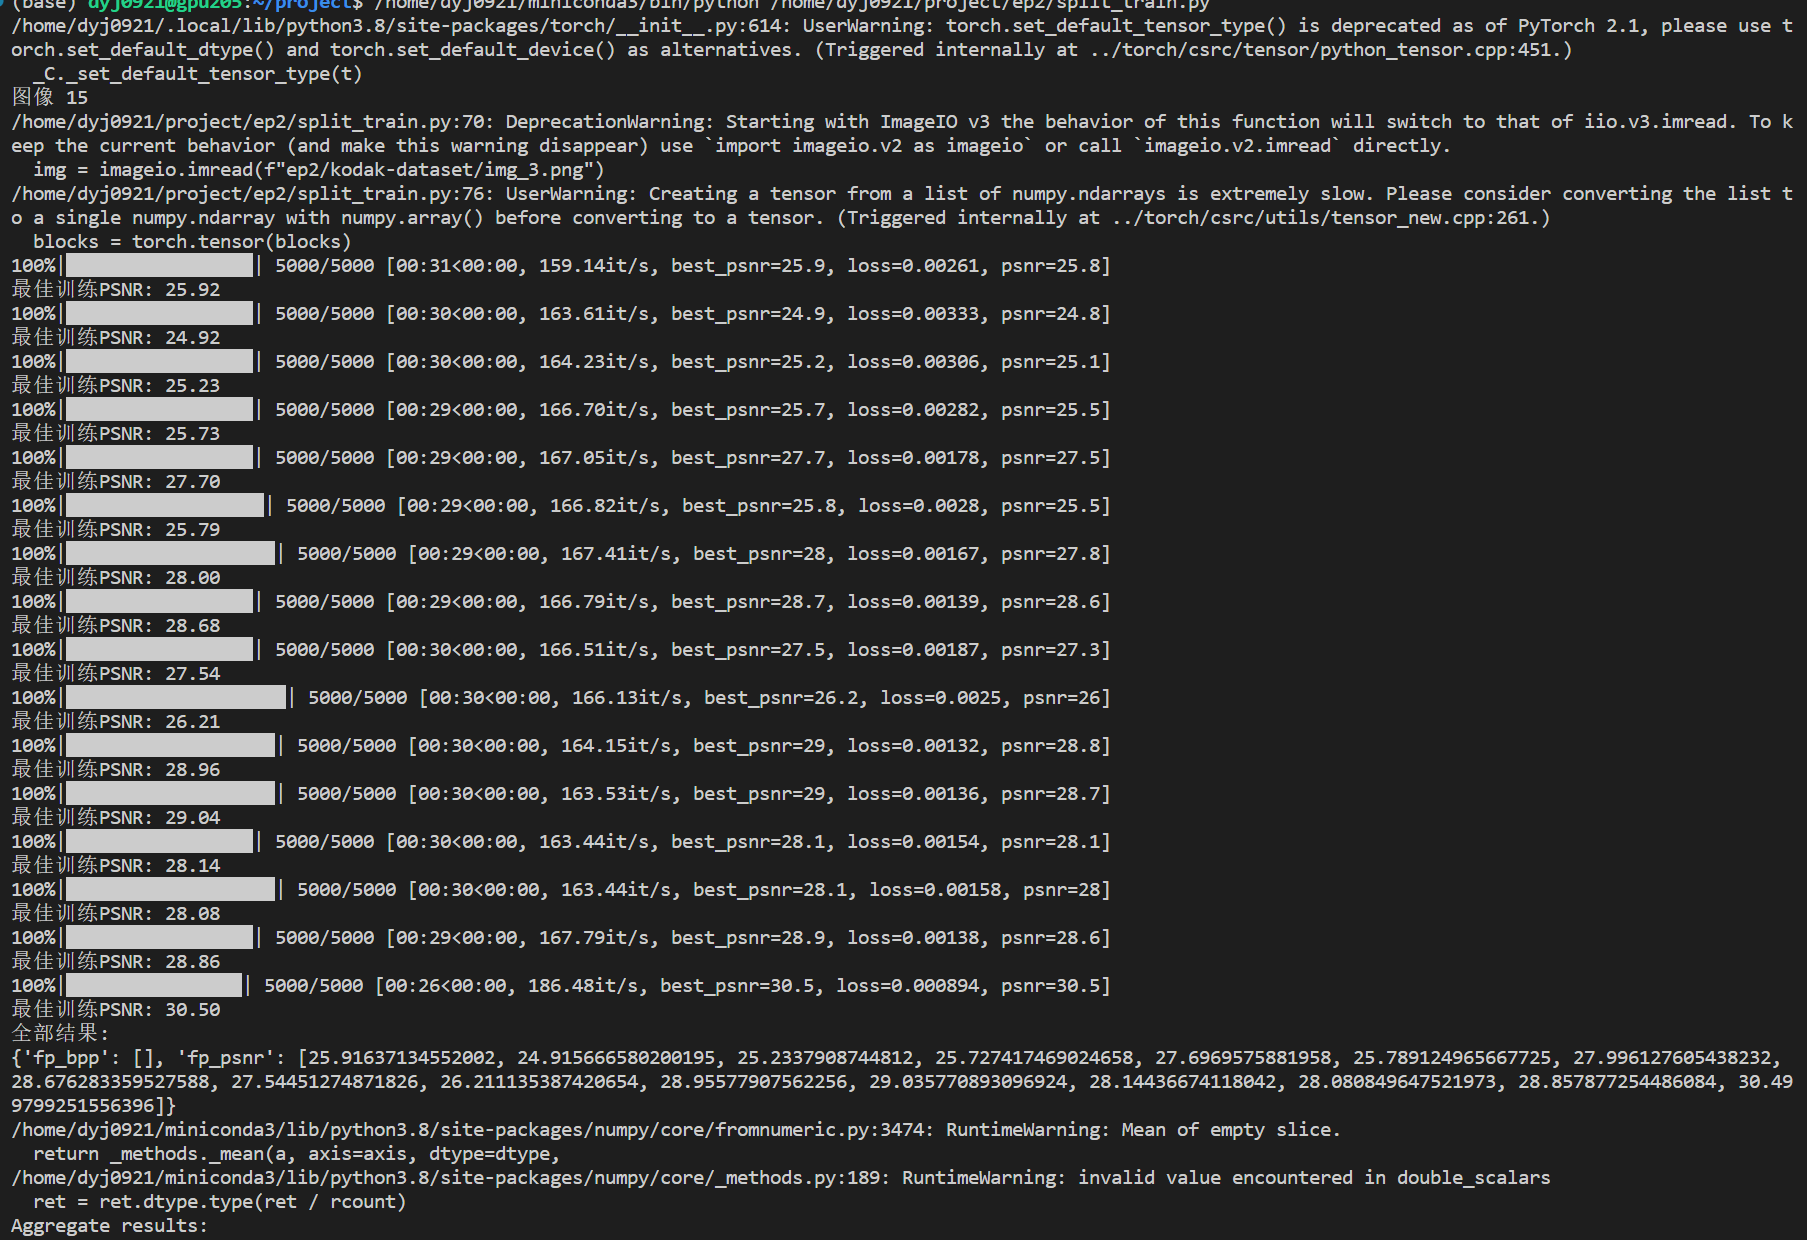 (base) dyj0921@gpu205:~/project$ /home/dyj0921/miniconda3/bin/python /home/dyj0921/project/ep2/split_train.py
/home/dyj0921/.local/lib/python3.8/site-packages/torch/__init__.py:614: UserWarning: torch.set_default_tensor_type() is deprecated as of PyTorch 2.1, please use t
orch.set_default_dtype() and torch.set_default_device() as alternatives. (Triggered internally at ../torch/csrc/tensor/python_tensor.cpp:451.)
  _C._set_default_tensor_type(t)
图像 15
/home/dyj0921/project/ep2/split_train.py:70: DeprecationWarning: Starting with ImageIO v3 the behavior of this function will switch to that of iio.v3.imread. To k
eep the current behavior (and make this warning disappear) use `import imageio.v2 as imageio` or call `imageio.v2.imread` directly.
  img = imageio.imread(f"ep2/kodak-dataset/img_3.png")
/home/dyj0921/project/ep2/split_train.py:76: UserWarning: Creating a tensor from a list of numpy.ndarrays is extremely slow. Please consider converting the list t
o a single numpy.ndarray with numpy.array() before converting to a tensor. (Triggered internally at ../torch/csrc/utils/tensor_new.cpp:261.)
  blocks = torch.tensor(blocks)
100%|| 5000/5000 [00:31<00:00, 159.14it/s, best_psnr=25.9, loss=0.00261, psnr=25.8]
最佳训练PSNR: 25.92
100%|| 5000/5000 [00:30<00:00, 163.61it/s, best_psnr=24.9, loss=0.00333, psnr=24.8]
最佳训练PSNR: 24.92
100%|| 5000/5000 [00:30<00:00, 164.23it/s, best_psnr=25.2, loss=0.00306, psnr=25.1]
最佳训练PSNR: 25.23
100%|| 5000/5000 [00:29<00:00, 166.70it/s, best_psnr=25.7, loss=0.00282, psnr=25.5]
最佳训练PSNR: 25.73
100%|| 5000/5000 [00:29<00:00, 167.05it/s, best_psnr=27.7, loss=0.00178, psnr=27.5]
最佳训练PSNR: 27.70
100%|| 5000/5000 [00:29<00:00, 166.82it/s, best_psnr=25.8, loss=0.0028, psnr=25.5]
最佳训练PSNR: 25.79
100%|| 5000/5000 [00:29<00:00, 167.41it/s, best_psnr=28, loss=0.00167, psnr=27.8]
最佳训练PSNR: 28.00
100%|| 5000/5000 [00:29<00:00, 166.79it/s, best_psnr=28.7, loss=0.00139, psnr=28.6]
最佳训练PSNR: 28.68
100%|| 5000/5000 [00:30<00:00, 166.51it/s, best_psnr=27.5, loss=0.00187, psnr=27.3]
最佳训练PSNR: 27.54
100%|| 5000/5000 [00:30<00:00, 166.13it/s, best_psnr=26.2, loss=0.0025, psnr=26]
最佳训练PSNR: 26.21
100%|| 5000/5000 [00:30<00:00, 164.15it/s, best_psnr=29, loss=0.00132, psnr=28.8]
最佳训练PSNR: 28.96
100%|| 5000/5000 [00:30<00:00, 163.53it/s, best_psnr=29, loss=0.00136, psnr=28.7]
最佳训练PSNR: 29.04
100%|| 5000/5000 [00:30<00:00, 163.44it/s, best_psnr=28.1, loss=0.00154, psnr=28.1]
最佳训练PSNR: 28.14
100%|| 5000/5000 [00:30<00:00, 163.44it/s, best_psnr=28.1, loss=0.00158, psnr=28]
最佳训练PSNR: 28.08
100%|| 5000/5000 [00:29<00:00, 167.79it/s, best_psnr=28.9, loss=0.00138, psnr=28.6]
最佳训练PSNR: 28.86
100%|| 5000/5000 [00:26<00:00, 186.48it/s, best_psnr=30.5, loss=0.000894, psnr=30.5]
最佳训练PSNR: 30.50
全部结果:
{'fp_bpp': [], 'fp_psnr': [25.91637134552002, 24.915666580200195, 25.2337908744812, 25.727417469024658, 27.6969575881958, 25.789124965667725, 27.996127605438232,
28.676283359527588, 27.54451274871826, 26.211135387420654, 28.95577907562256, 29.035770893096924, 28.14436674118042, 28.080849647521973, 28.857877254486084, 30.49
9799251556396]}
/home/dyj0921/miniconda3/lib/python3.8/site-packages/numpy/core/fromnumeric.py:3474: RuntimeWarning: Mean of empty slice.
  return _methods._mean(a, axis=axis, dtype=dtype,
/home/dyj0921/miniconda3/lib/python3.8/site-packages/numpy/core/_methods.py:189: RuntimeWarning: invalid value encountered in double_scalars
  ret = ret.dtype.type(ret / rcount)
Aggregate results: